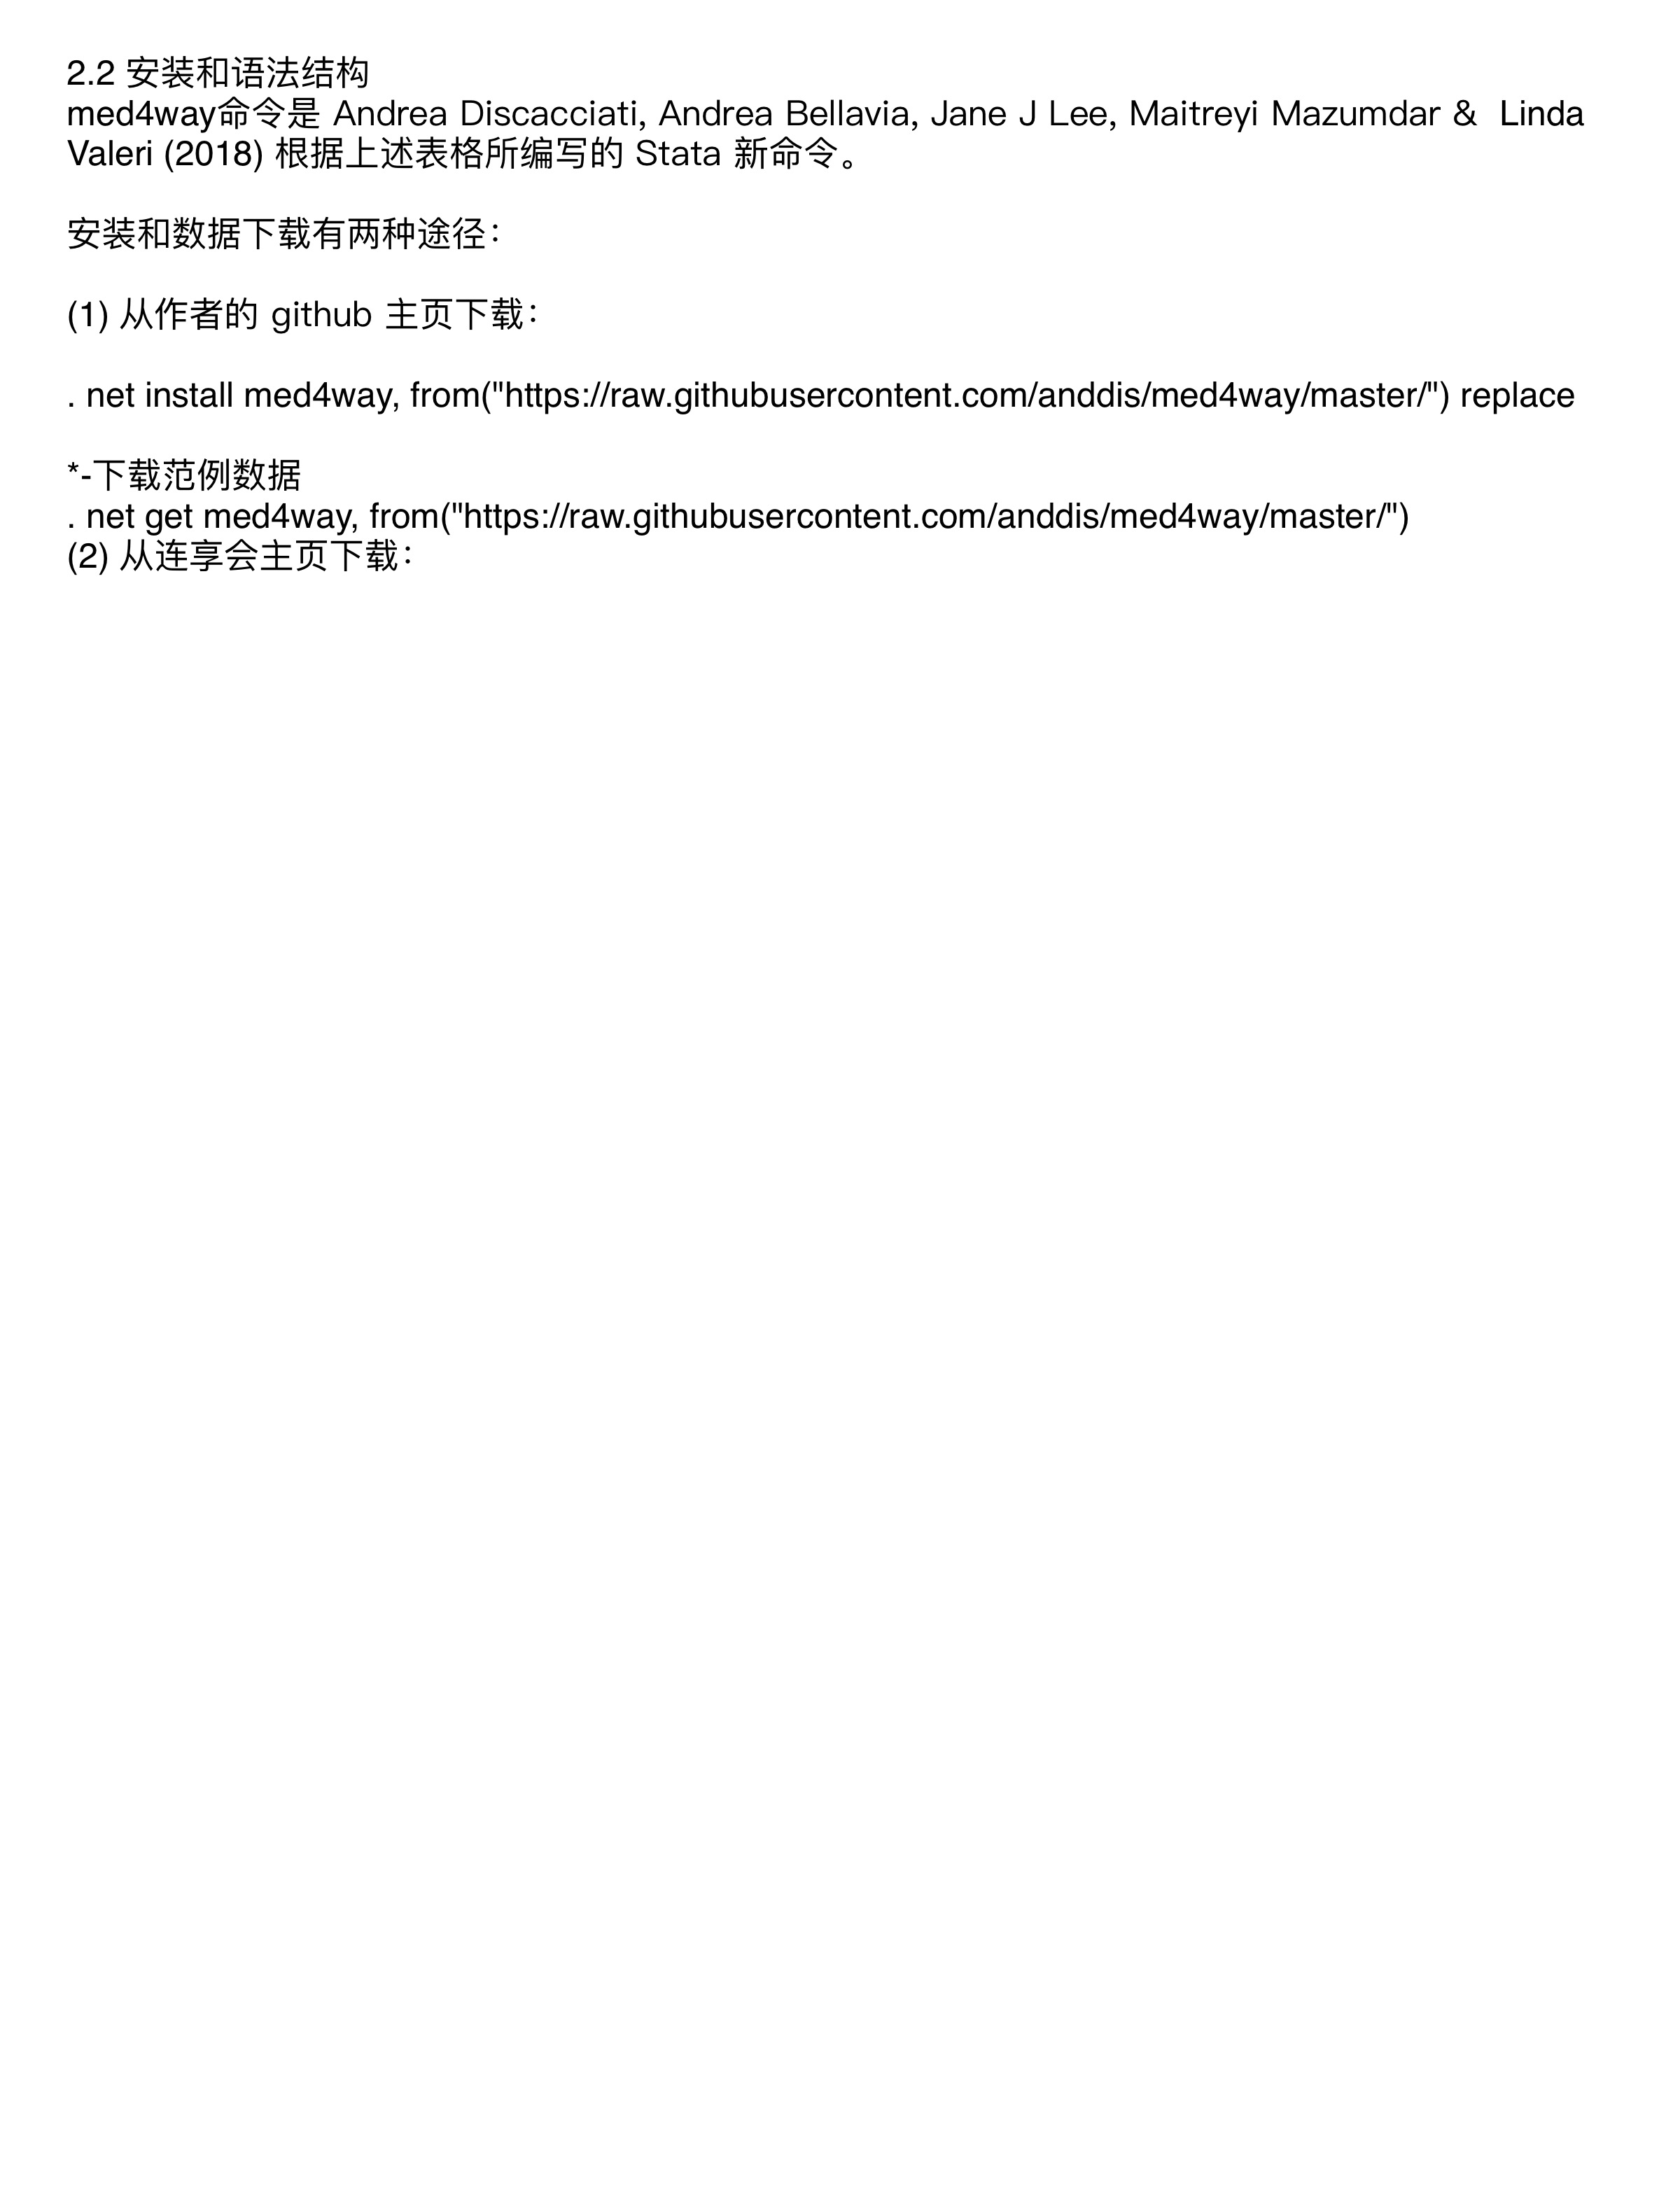 2.2 安装和语法结构
med4way命令是 Andrea Discacciati, Andrea Bellavia, Jane J Lee, Maitreyi Mazumdar &  Linda
Valeri (2018) 根据上述表格所编写的 Stata 新命令。
安装和数据下载有两种途径：
(1) 从作者的 github 主页下载：
. net install med4way, from("https://raw.githubusercontent.com/anddis/med4way/master/") replace
*-下载范例数据
. net get med4way, from("https://raw.githubusercontent.com/anddis/med4way/master/")
(2) 从连享会主页下载：